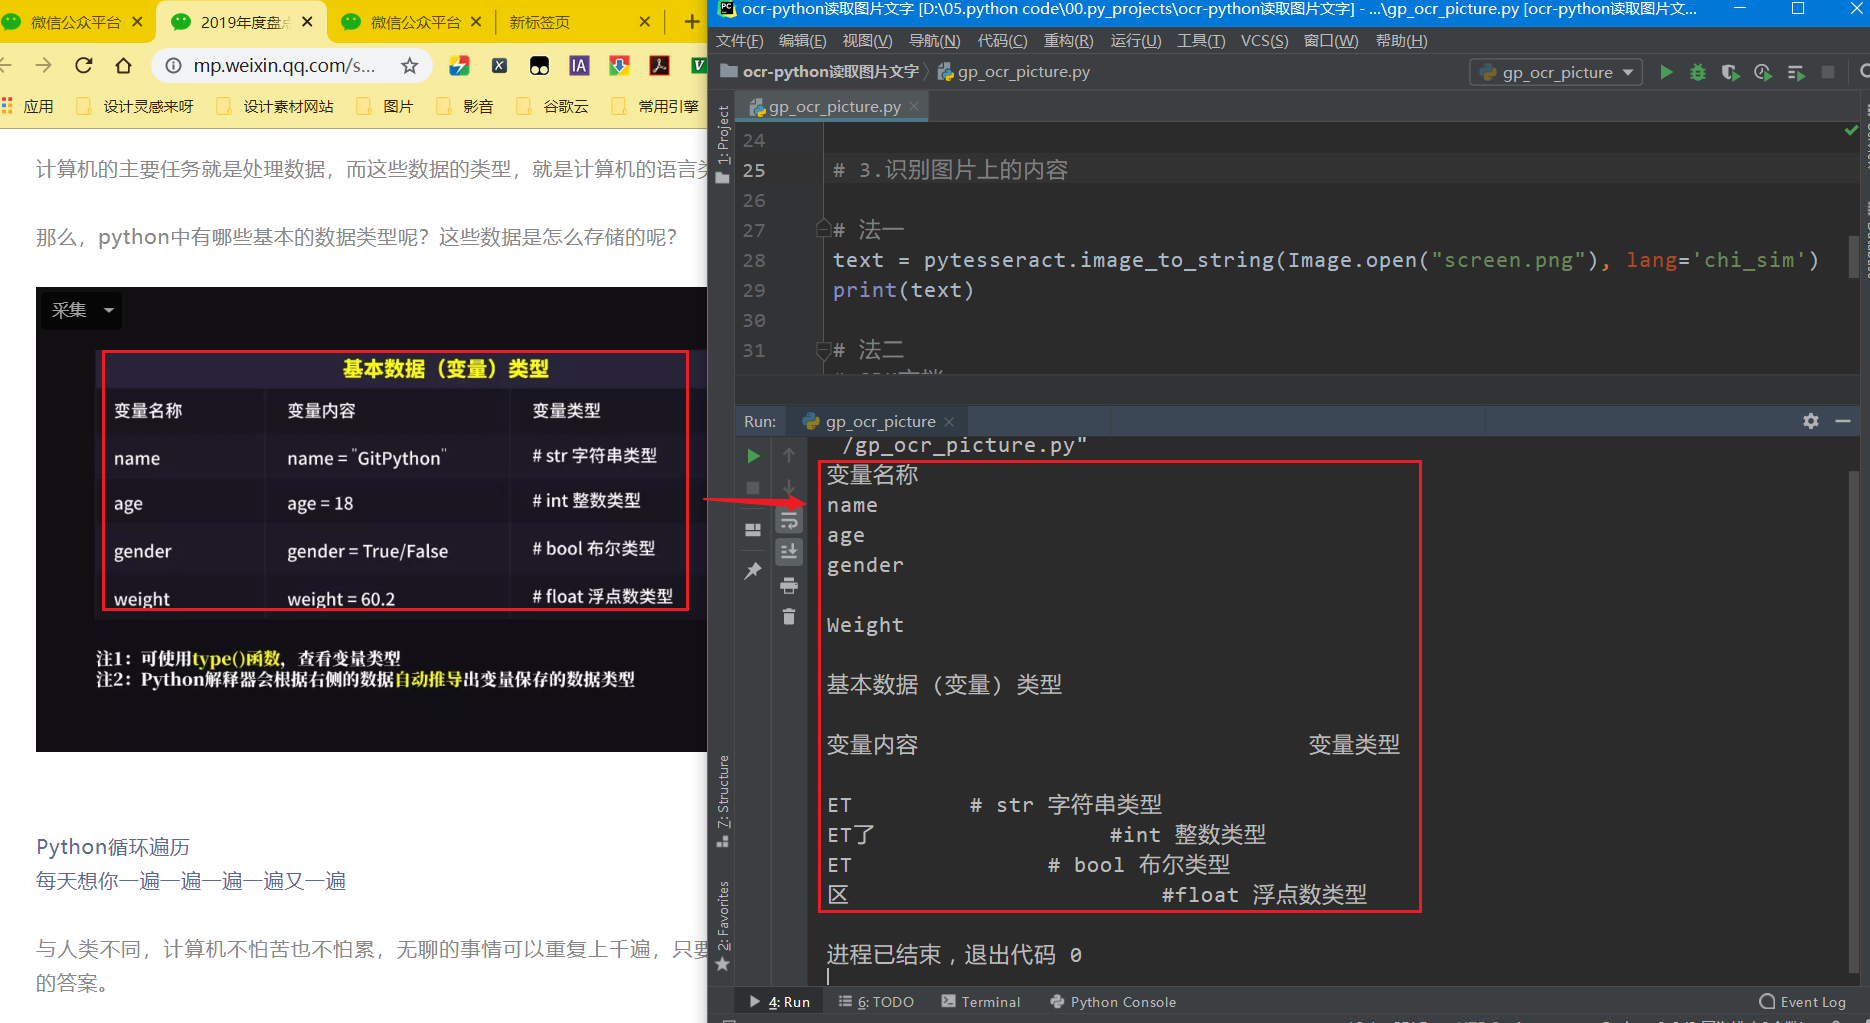 微信公众平台
2019年度盘点
微信公众平台
新标签页
mp.weixin.qq.com/s...
应用
设计灵感来呀
设计素材网站
图片
影音
谷歌云
常用引擎
计算机的主要任务就是处理数据，而这些数据的类型，就是计算机的语言类
那么，python中有哪些基本的数据类型呢？这些数据是怎么存储的呢？
采集
基本数据（变量）类型
变量名称 变量内容 变量类型
name name = "GitPython" # str 字符串类型
age age = 18 # int 整数类型
gender gender = True/False # bool 布尔类型
weight weight = 60.2 # float 浮点数类型
注1：可使用type()函数，查看变量类型
注2：Python解释器会根据右侧的数据自动推导出变量保存的数据类型
Python循环遍历
每天想你一遍一遍一遍一遍又一遍
与人类不同，计算机不怕苦也不怕累，无聊的事情可以重复上千遍，只要
的答案。
ocr-python读取图片文字 [D:\05.python code\00.py_projects\ocr-python读取图片文字] - ...\gp_ocr_picture.py [ocr-python读取图片文...
文件(F) 编辑(E) 视图(V) 导航(N) 代码(C) 重构(R) 运行(U) 工具(T) VCS(S) 窗口(W) 帮助(H)
ocr-python读取图片文字 gp_ocr_picture.py
gp_ocr_picture
gp_ocr_picture.py
1: Project
24
25 # 3.识别图片上的内容
26
27 # 法一
28 text = pytesseract.image_to_string(Image.open("screen.png"), lang='chi_sim')
29 print(text)
30
31 # 法二
Run: gp_ocr_picture
/gp_ocr_picture.py"
变量名称
name
age
gender
Weight
基本数据 (变量) 类型
变量内容 变量类型
ET # str 字符串类型
ET了 #int 整数类型
ET # bool 布尔类型
区 #float 浮点数类型
进程已结束，退出代码 0
7: Structure
2: Favorites
4: Run 6: TODO Terminal Python Console Event Log